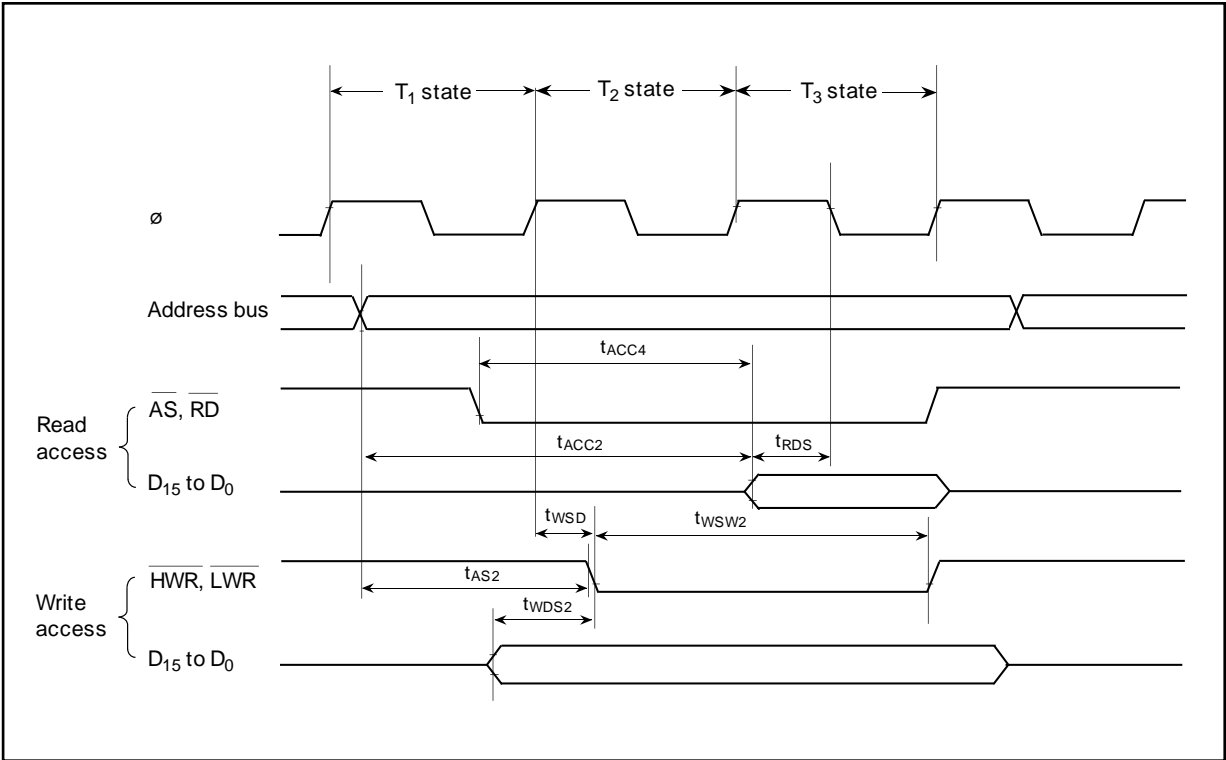 T1 state
T2 state
T3 state
ø
Address bus
tACC4
Read access
AS, RD
tACC2
tRDS
D15 to D0
tWSD
tWSW2
Write access
HWR, LWR
tAS2
tWDS2
D15 to D0